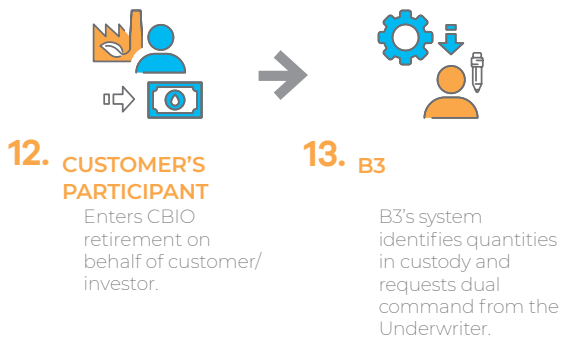 12. CUSTOMER'S
PARTICIPANT
Enters CBIO
retirement on
behalf of customer/
investor.
13. B3
B3's system
identifies quantities
in custody and
requests dual
command from the
Underwriter.